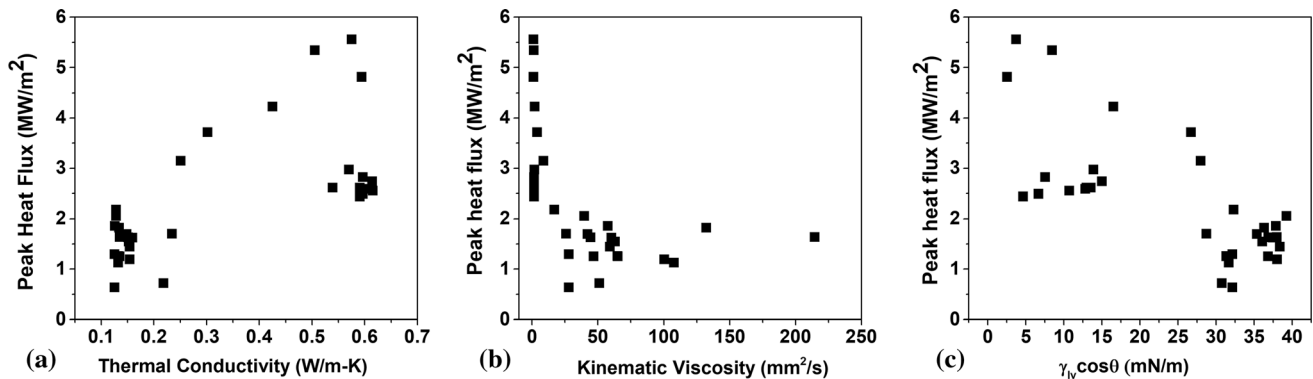 Peak Heat Flux (MW/m²)
6
5
4
3
2
1
0
0.1 0.2 0.3 0.4 0.5 0.6 0.7
(a) Thermal Conductivity (W/m-K)
Peak heat flux (MW/m²)
6
5
4
3
2
1
0
0 50 100 150 200 250
(b) Kinematic Viscosity (mm²/s)
Peak heat flux (MW/m²)
6
5
4
3
2
1
0
0 5 10 15 20 25 30 35 40
(c) γlvcosθ (mN/m)